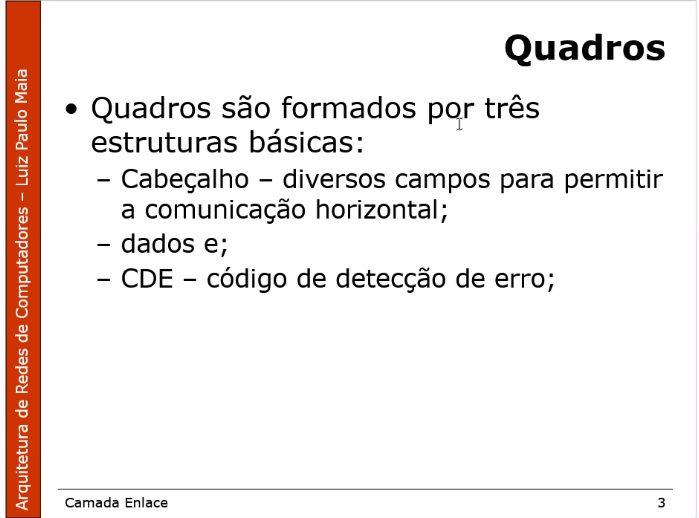 Quadros
• Quadros são formados por três
estruturas básicas:
– Cabeçalho – diversos campos para permitir
a comunicação horizontal;
– dados e;
– CDE – código de detecção de erro;
Arquitetura de Redes de Computadores – Luiz Paulo Maia
Camada Enlace
3